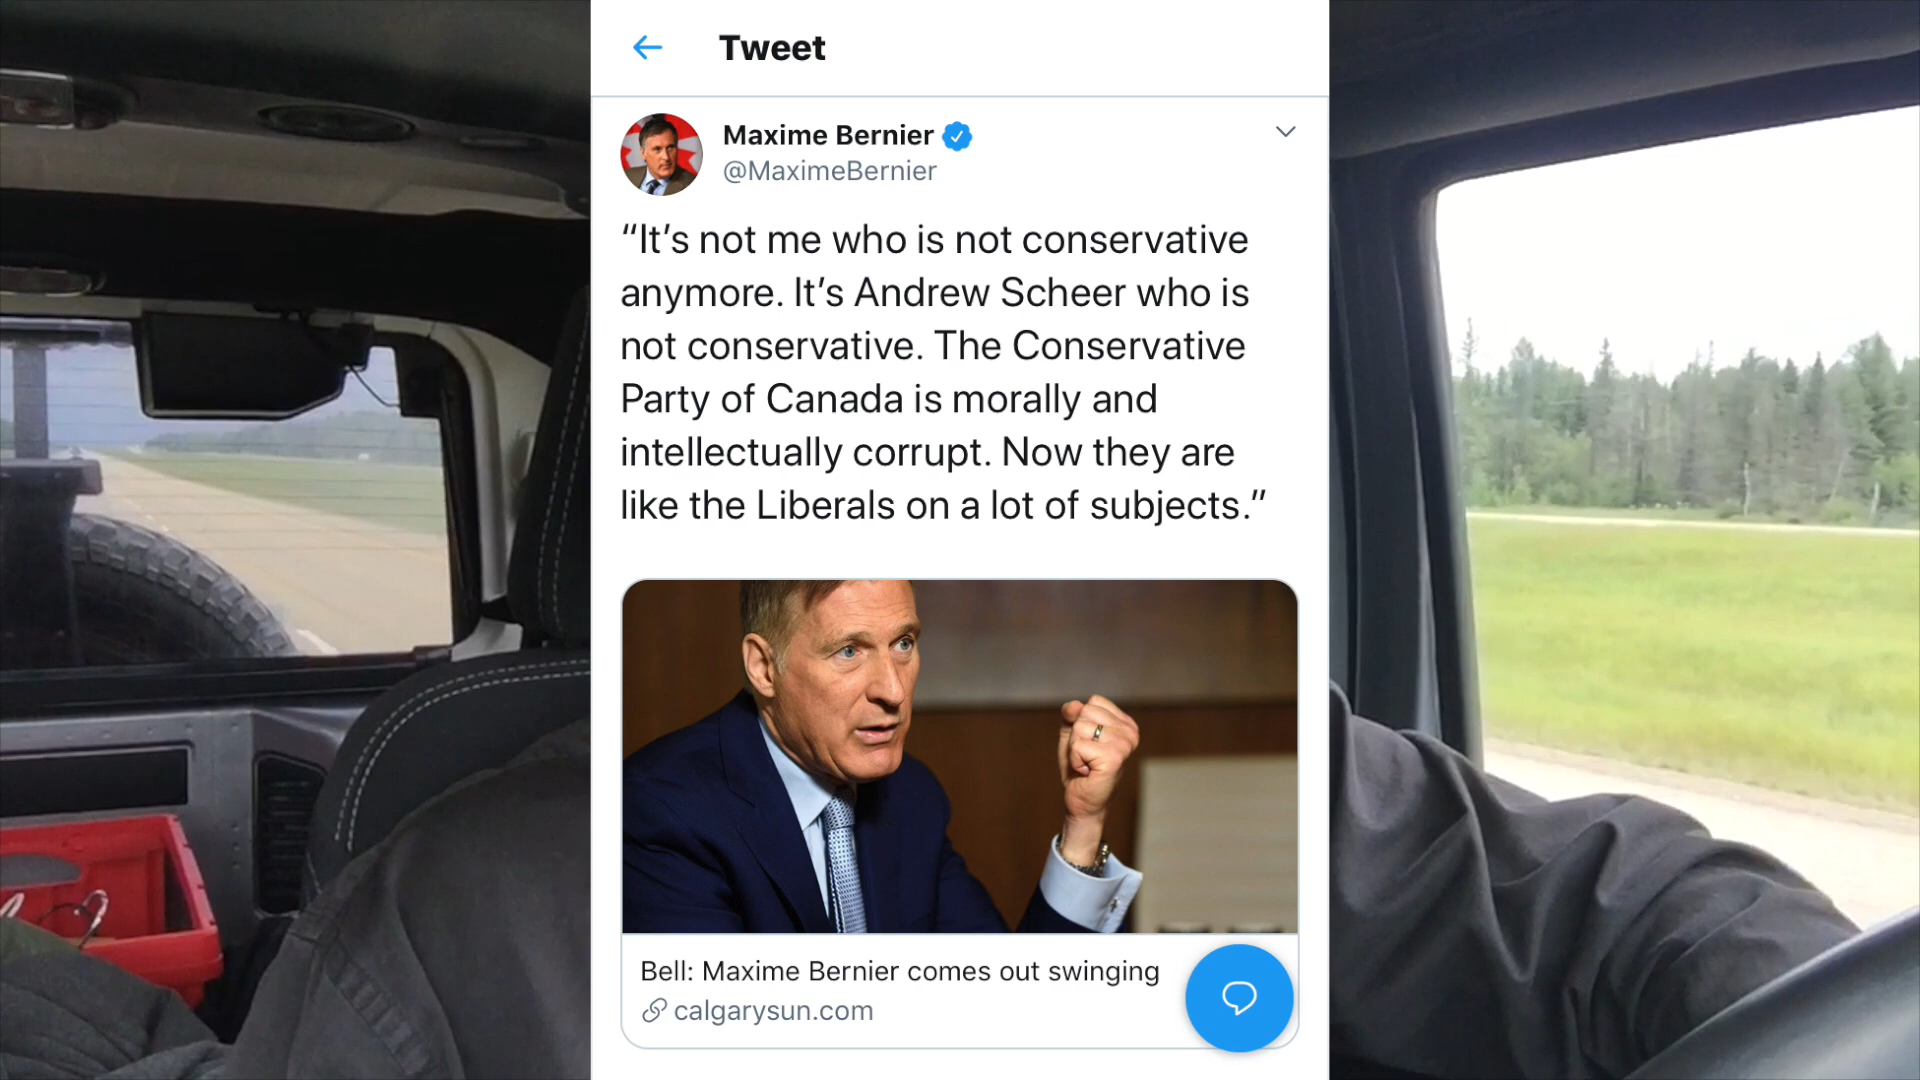 Tweet
Maxime Bernier
@MaximeBernier
“It’s not me who is not conservative
anymore. It’s Andrew Scheer who is
not conservative. The Conservative
Party of Canada is morally and
intellectually corrupt. Now they are
like the Liberals on a lot of subjects.”
Bell: Maxime Bernier comes out swinging
calgarysun.com